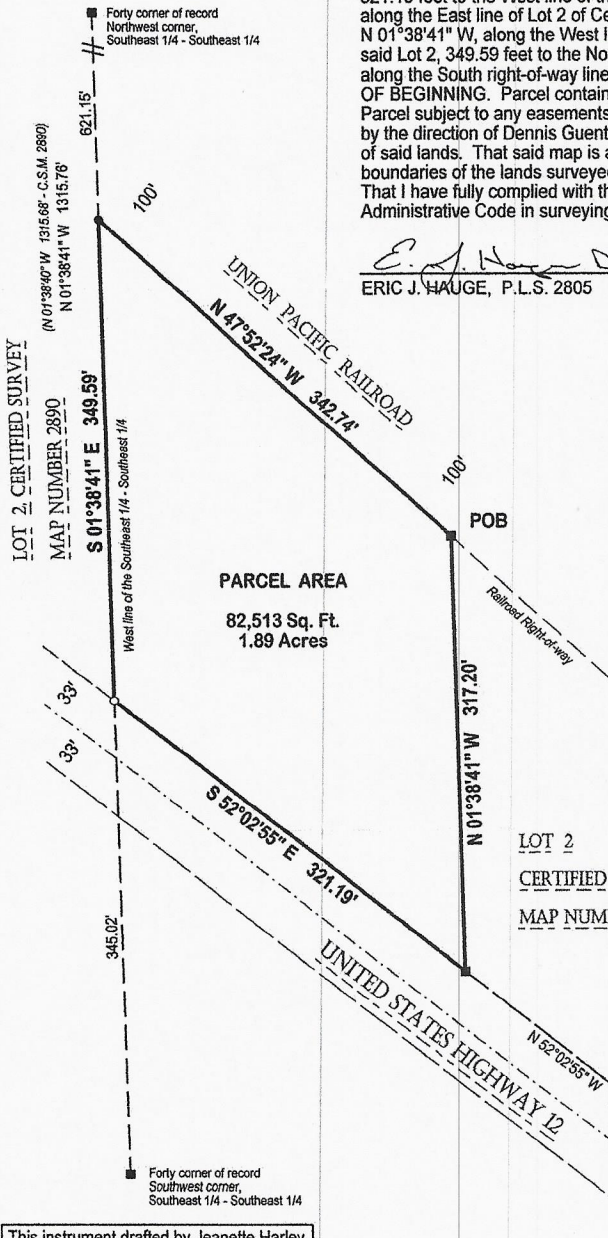 Forty corner of record
Northwest corner,
Southeast 1/4 - Southeast 1/4
along the East line of Lot 2 of Ce
N 01°38'41" W, along the West l
said Lot 2, 349.59 feet to the No
along the South right-of-way line
OF BEGINNING. Parcel contain
Parcel subject to any easements
by the direction of Dennis Guent
of said lands. That said map is a
boundaries of the lands surveye
That I have fully complied with th
Administrative Code in surveying
ERIC J. HAUGE, P.L.S. 2805
621.15'
(N 01°38'40" W 1315.68' - C.S.M. 2890)
N 01°38'41" W 1315.76'
100'
UNION PACIFIC RAILROAD
N 47°52'24" W 342.74'
LOT 2, CERTIFIED SURVEY
MAP NUMBER 2890
S 01°38'41" E 349.59'
West line of the Southeast 1/4 - Southeast 1/4
100'
POB
Railroad Right-of-way
PARCEL AREA
82,513 Sq. Ft.
1.89 Acres
N 01°38'41" W 317.20'
33'
33'
S 52°02'55" E 321.19'
LOT 2
CERTIFIED
MAP NUM
345.02'
UNITED STATES HIGHWAY 12
N 52°02'55" W
Forty corner of record
Southwest corner,
Southeast 1/4 - Southeast 1/4
This instrument drafted by Jeanette Harley